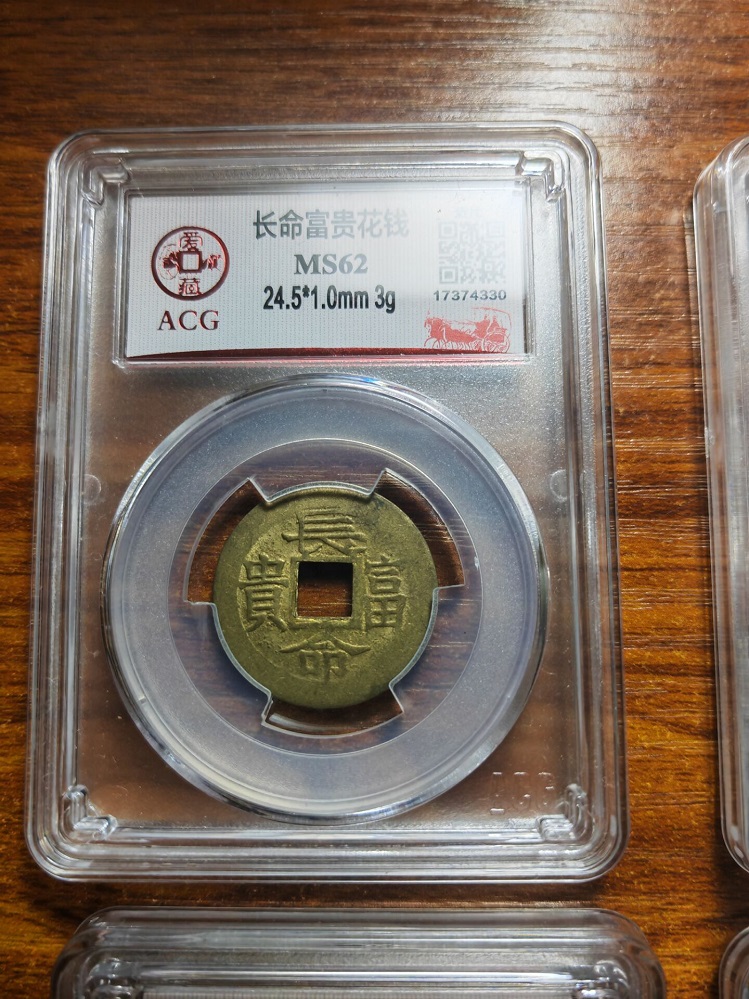 爱
藏
ACG
长命富贵花钱
MS62
24.5*1.0mm 3g
17374330
長
貴 富
命